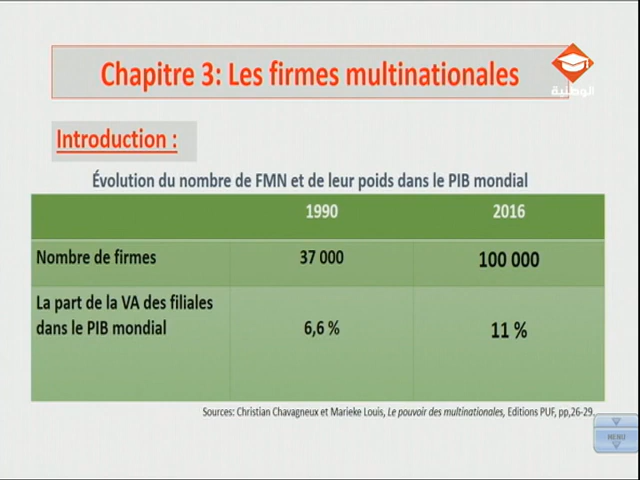 Chapitre 3: Les firmes multinationales
الوطنية
Introduction :
Évolution du nombre de FMN et de leur poids dans le PIB mondial
1990 2016
Nombre de firmes 37 000 100 000
La part de la VA des filiales
dans le PIB mondial 6,6 % 11 %
Sources: Christian Chavagneux et Marieke Louis, Le pouvoir des multinationales, Editions PUF, pp,26-29.
MENU